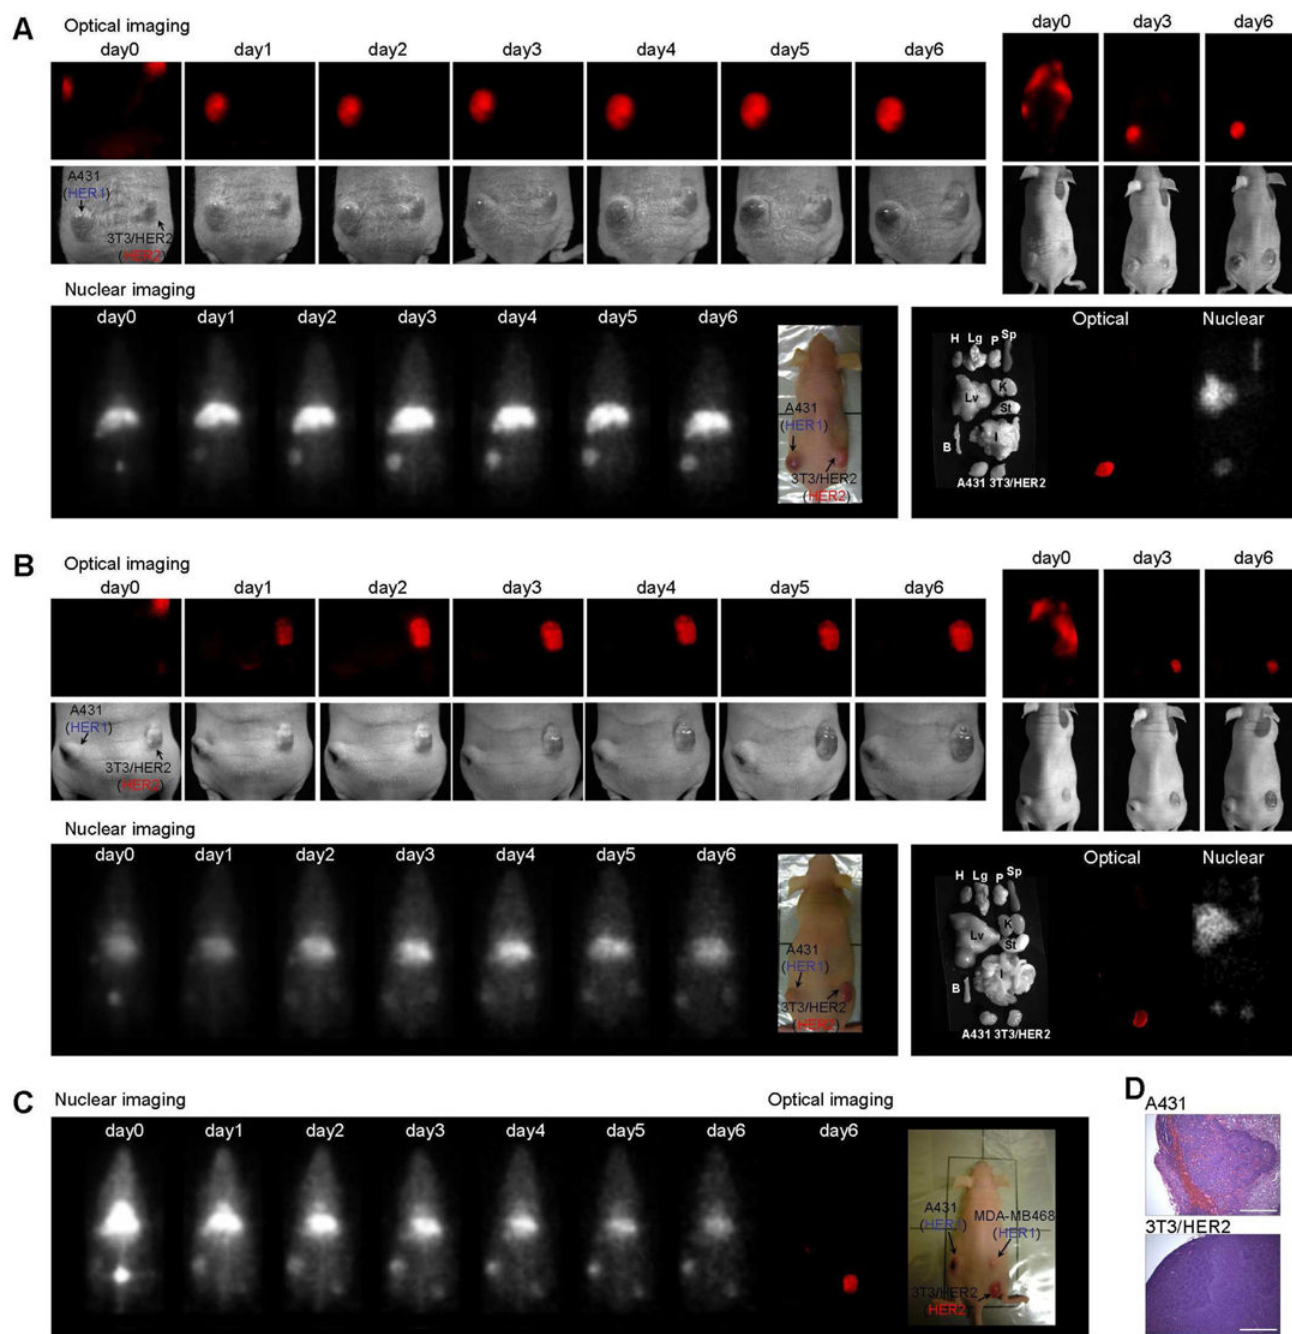 A
Optical imaging
day0 day1 day2 day3 day4 day5 day6
day0 day3 day6
A431
(HER1)
3T3/HER2
(HER2)
Nuclear imaging
day0 day1 day2 day3 day4 day5 day6
A431
(HER1)
3T3/HER2
(HER2)
Optical Nuclear
H Lg P Sp
Lv K
St
B I
A431 3T3/HER2
B
Optical imaging
day0 day1 day2 day3 day4 day5 day6
day0 day3 day6
A431
(HER1)
3T3/HER2
(HER2)
Nuclear imaging
day0 day1 day2 day3 day4 day5 day6
A431
(HER1)
3T3/HER2
(HER2)
Optical Nuclear
H Lg P Sp
Lv K
St
B I
A431 3T3/HER2
C
Nuclear imaging
Optical imaging
day0 day1 day2 day3 day4 day5 day6
day6
A431
(HER1)
MDA-MB468
(HER1)
3T3/HER2
(HER2)
D
A431
3T3/HER2